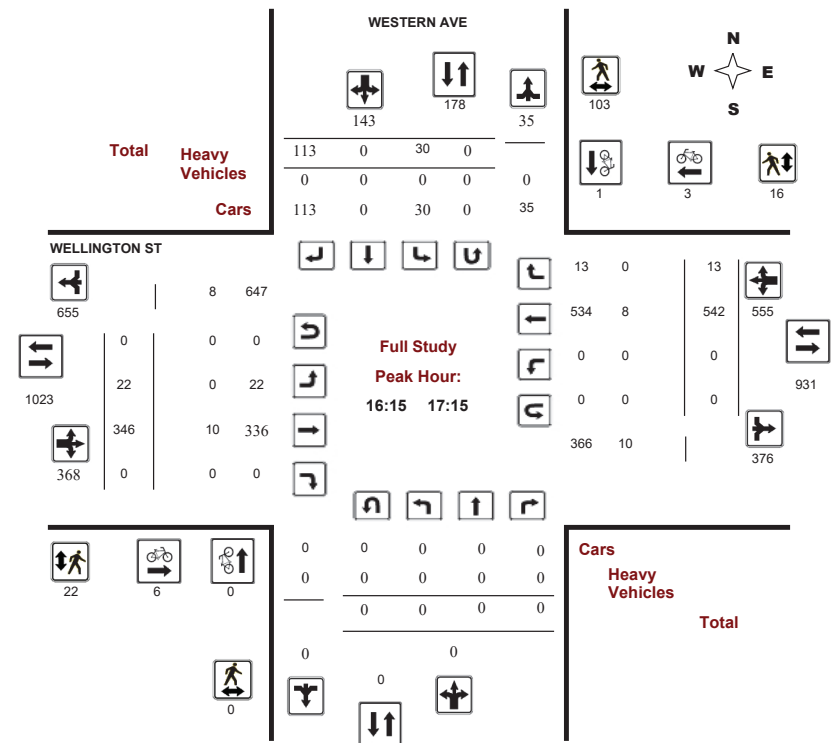 WESTERN AVE
N
W E
S
143
178
35
103
Total
Heavy
Vehicles
113 0 30 0
0 0 0 0 0
Cars
113 0 30 0 35
1
3
16
WELLINGTON ST
655
8 647
1023
0 0 0
22 0 22
346 10 336
368
0 0 0
Full Study
Peak Hour:
16:15 17:15
13 0 13
534 8 542
555
0 0 0
0 0 0
931
366 10
376
22
6
0
0
0 0 0 0 0
0 0 0 0 0
0 0 0 0
0
0
0
Cars
Heavy
Vehicles
Total